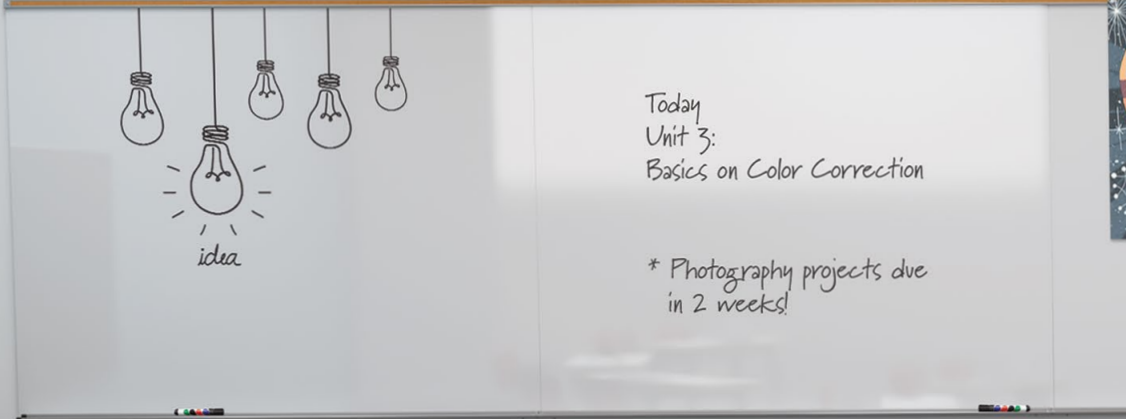 idea
Today
Unit 3:
Basics on Color Correction
* Photography projects due
in 2 weeks!